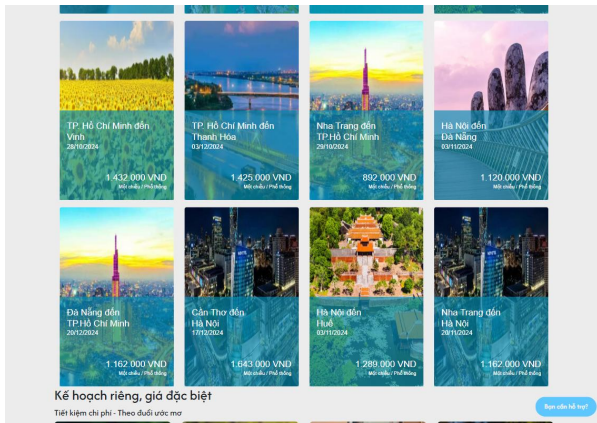 TP. Hồ Chí Minh đến
Vinh
28/10/2024
1.432.000 VND
Một chiều / Phổ thông
TP. Hồ Chí Minh đến
Thanh Hóa
03/12/2024
1.425.000 VND
Một chiều / Phổ thông
Nha Trang đến
TP.Hồ Chí Minh
29/10/2024
892.000 VND
Một chiều / Phổ thông
Hà Nội đến
Đà Nẵng
03/11/2024
1.120.000 VND
Một chiều / Phổ thông
Đà Nẵng đến
TP.Hồ Chí Minh
20/12/2024
1.162.000 VND
Một chiều / Phổ thông
Cần Thơ đến
Hà Nội
17/12/2024
1.643.000 VND
Một chiều / Phổ thông
Hà Nội đến
Huế
03/11/2024
1.289.000 VND
Một chiều / Phổ thông
Nha Trang đến
Hà Nội
20/11/2024
1.162.000 VND
Một chiều / Phổ thông
Kế hoạch riêng, giá đặc biệt
Tiết kiệm chi phí - Theo đuổi ước mơ
Bạn cần hỗ trợ?